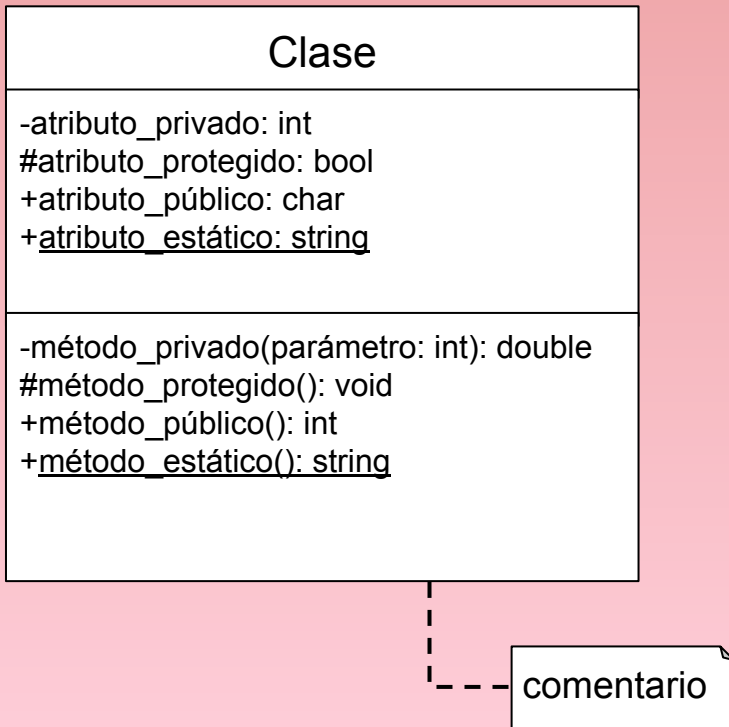 Clase
-atributo_privado: int
#atributo_protegido: bool
+atributo_público: char
+atributo_estático: string
-método_privado(parámetro: int): double
#método_protegido(): void
+método_público(): int
+método_estático(): string
comentario